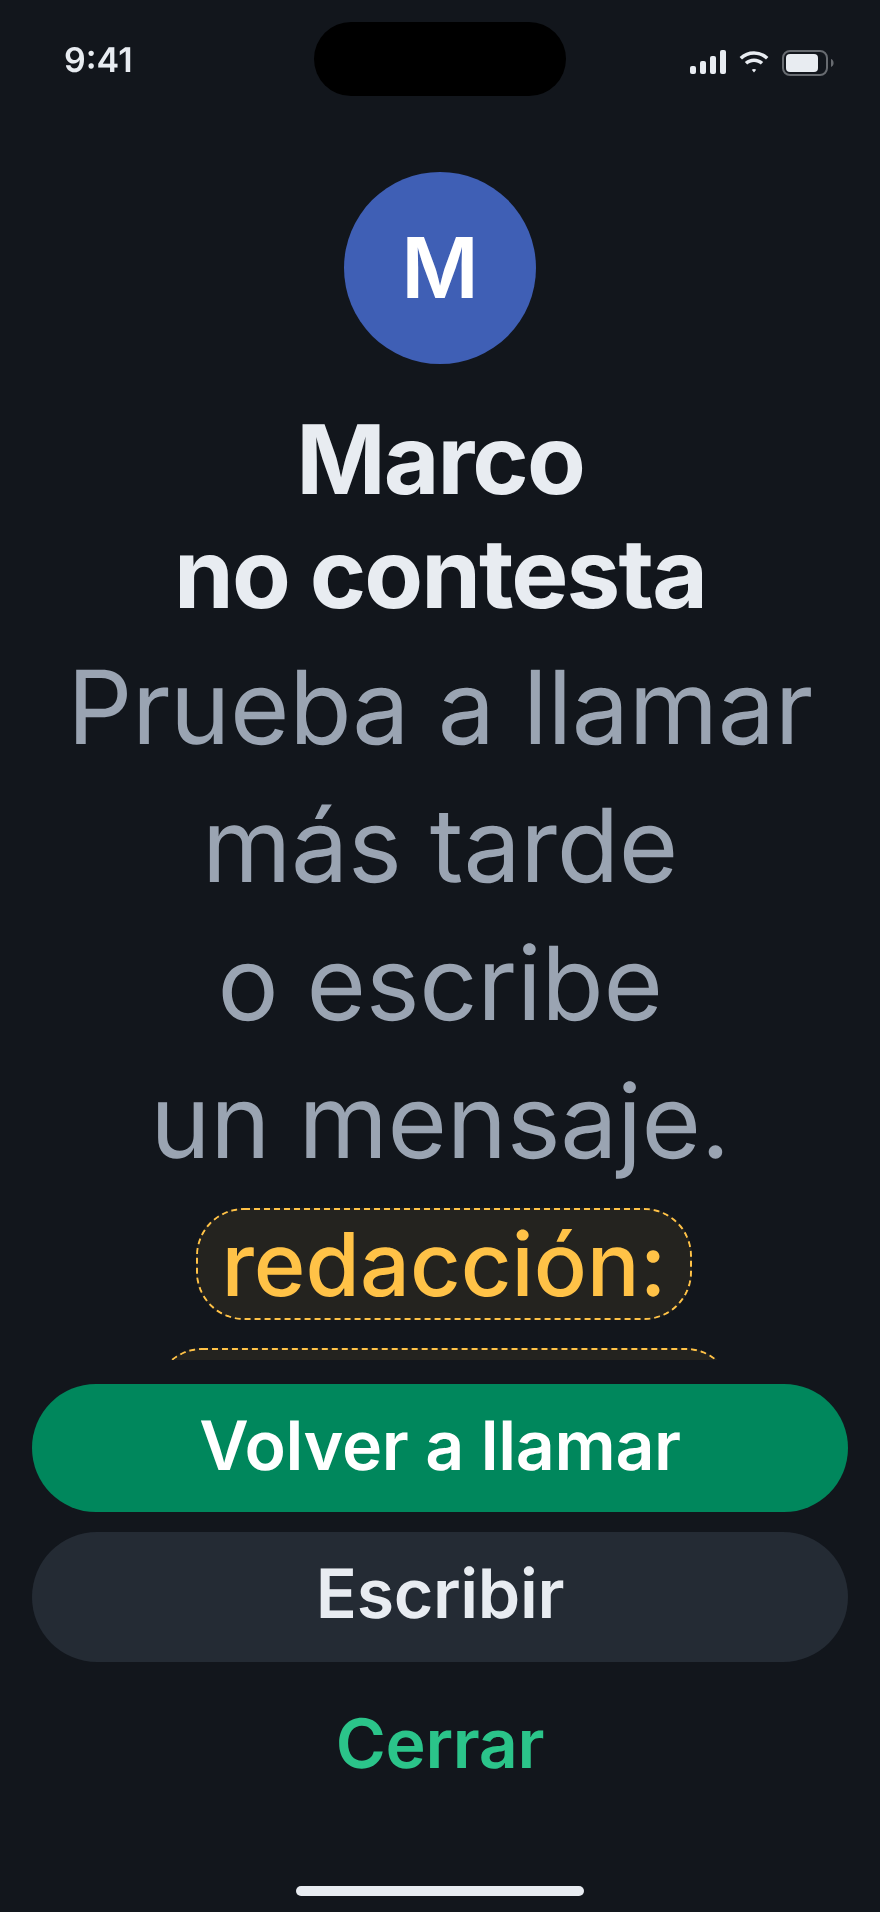 9:41
M
Marco
no contesta
Prueba a llamar
más tarde
o escribe
un mensaje.
redacción:
Volver a llamar
Escribir
Cerrar